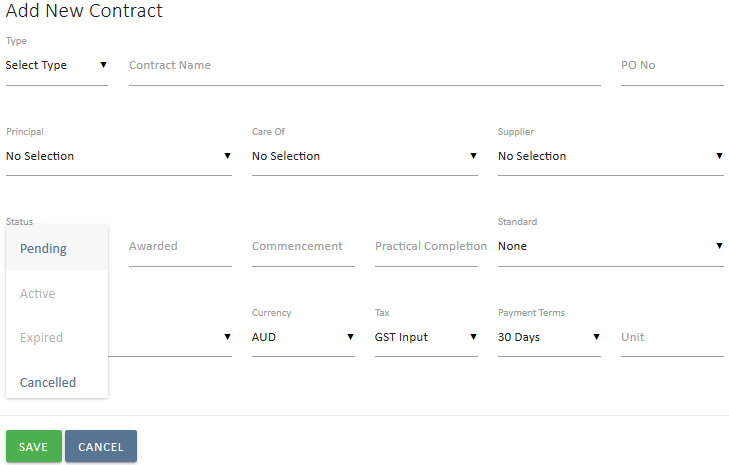 Add New Contract
Type
Select Type
Contract Name
PO No
Principal
Care Of
Supplier
No Selection
No Selection
No Selection
Status
Standard
Pending
Awarded
Commencement
Practical Completion
None
Active
Currency
Tax
Payment Terms
Expired
AUD
GST Input
30 Days
Unit
Cancelled
SAVE
CANCEL